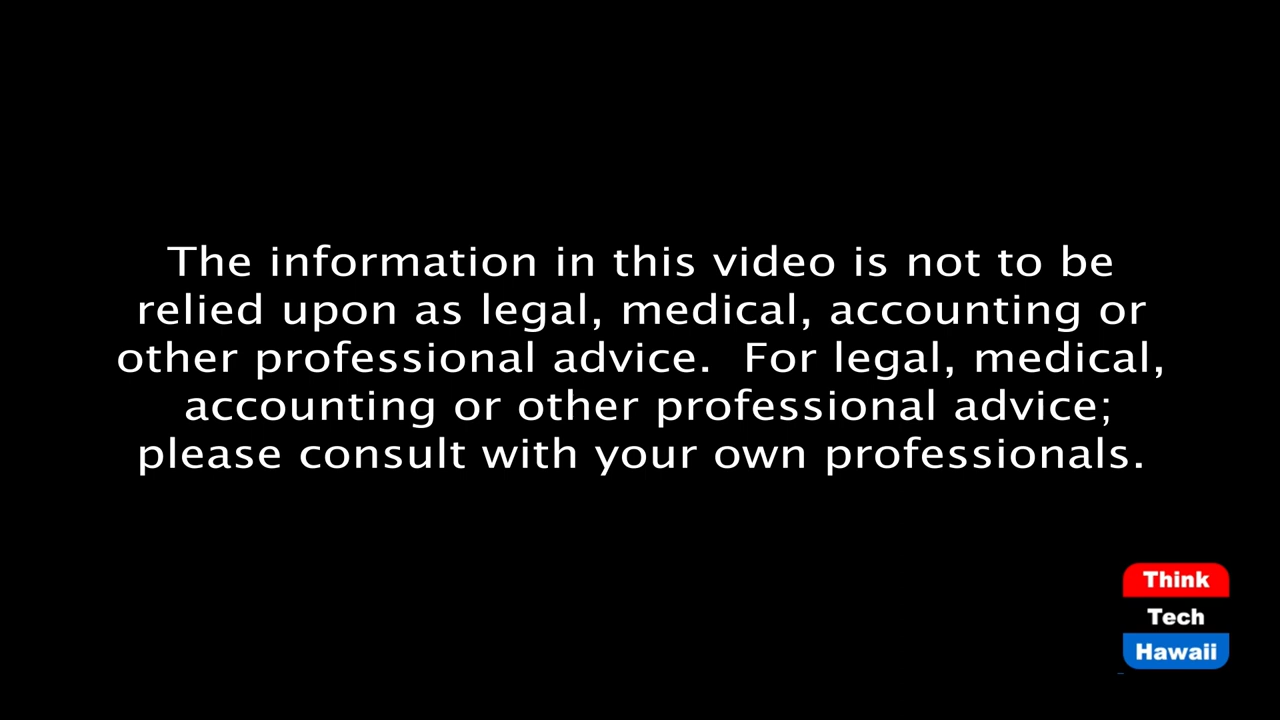 The information in this video is not to be
relied upon as legal, medical, accounting or
other professional advice.  For legal, medical,
accounting or other professional advice;
please consult with your own professionals.
Think
Tech
Hawaii